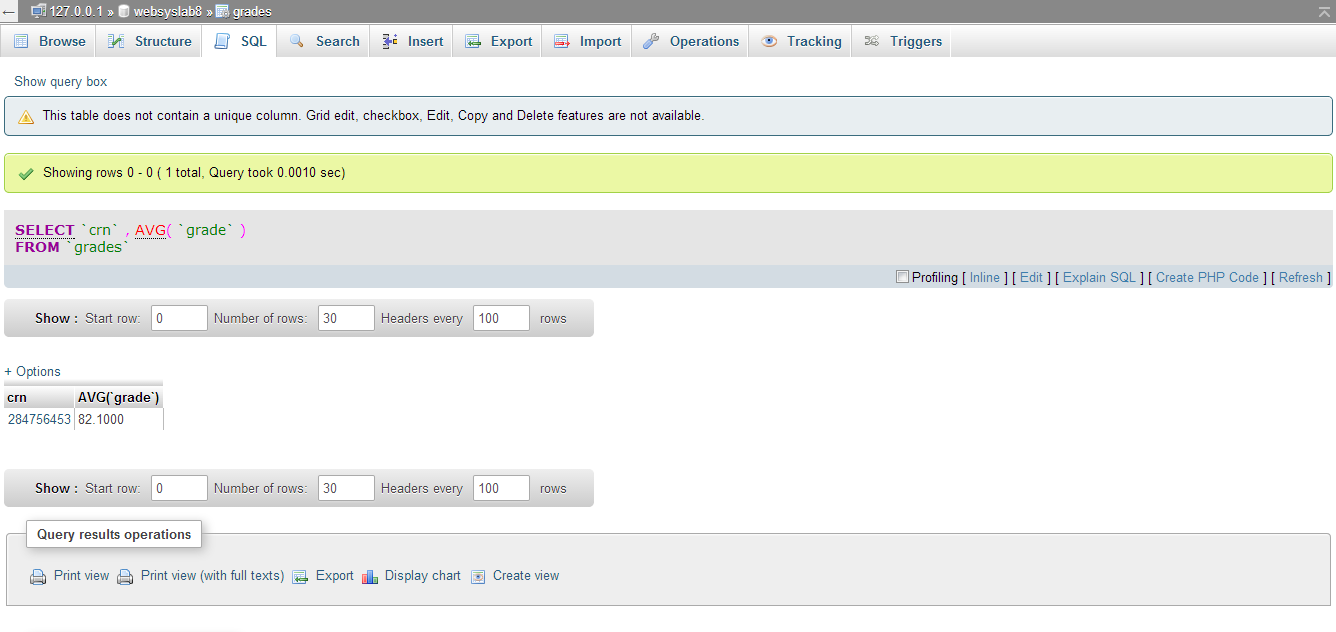 127.0.0.1 » websyslab8 » grades
Browse Structure SQL Search Insert Export Import Operations Tracking Triggers
Show query box
This table does not contain a unique column. Grid edit, checkbox, Edit, Copy and Delete features are not available.
Showing rows 0 - 0 ( 1 total, Query took 0.0010 sec)
SELECT `crn` , AVG( `grade` )
FROM `grades`
Profiling [ Inline ] [ Edit ] [ Explain SQL ] [ Create PHP Code ] [ Refresh ]
Show : Start row: 0 Number of rows: 30 Headers every 100 rows
+ Options
crn AVG(`grade`)
284756453 82.1000
Show : Start row: 0 Number of rows: 30 Headers every 100 rows
Query results operations
Print view Print view (with full texts) Export Display chart Create view